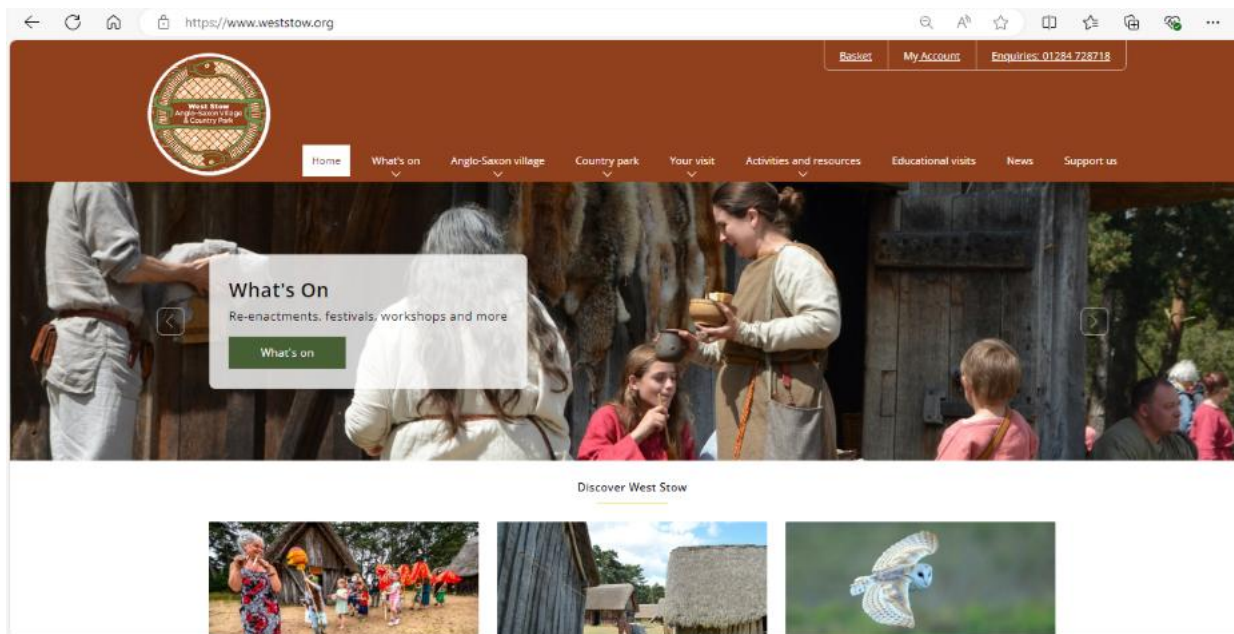 https://www.weststow.org
Basket
My Account
Enquiries: 01284 728718
West Stow
Anglo-Saxon Village
& Country Park
Home
What's on
Anglo-Saxon village
Country park
Your visit
Activities and resources
Educational visits
News
Support us
What's On
Re-enactments, festivals, workshops and more
What's on
Discover West Stow